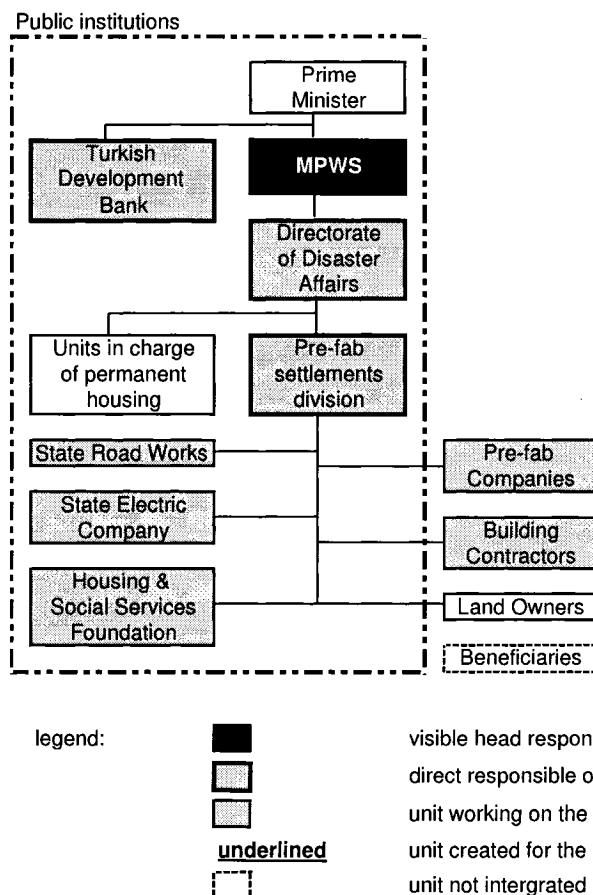 Public institutions
Prime
Minister
Turkish
Development
Bank
MPWS
Directorate
of Disaster
Affairs
Units in charge
of permanent
housing
Pre-fab
settlements
division
State Road Works
Pre-fab
Companies
State Electric
Company
Building
Contractors
Housing &
Social Services
Foundation
Land Owners
Beneficiaries
legend:
visible head respon
direct responsible o
unit working on the
underlined
unit created for the
unit not intergrated